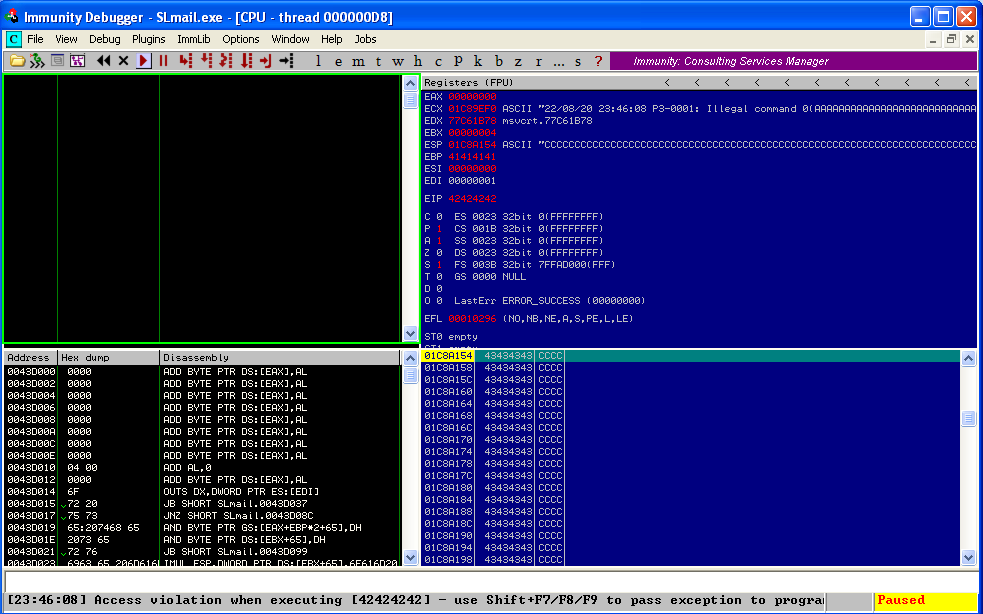 Immunity Debugger - SLmail.exe - [CPU - thread 000000D8]
C File View Debug Plugins ImmLib Options Window Help Jobs
l e m t w h c P k b z r ... s ? Immunity: Consulting Services Manager
Registers (FPU) < < < < < < < < < <
EAX 00000000
ECX 01C89EF0 ASCII "22/08/20 23:46:08 P3-0001: Illegal command 0(AAAAAAAAAAAAAAAAAAAAAAAAAAA
EDX 77C61B78 msvcrt.77C61B78
EBX 00000004
ESP 01C8A154 ASCII "CCCCCCCCCCCCCCCCCCCCCCCCCCCCCCCCCCCCCCCCCCCCCCCCCCCCCCCCCCCCCCCCCCCCCCCC
EBP 41414141
ESI 00000000
EDI 00000001
EIP 42424242
C 0 ES 0023 32bit 0(FFFFFFFF)
P 1 CS 001B 32bit 0(FFFFFFFF)
A 1 SS 0023 32bit 0(FFFFFFFF)
Z 0 DS 0023 32bit 0(FFFFFFFF)
S 1 FS 003B 32bit 7FFAD000(FFF)
T 0 GS 0000 NULL
D 0
O 0 LastErr ERROR_SUCCESS (00000000)
EFL 00010296 (NO,NB,NE,A,S,PE,L,LE)
ST0 empty
Address Hex dump Disassembly
0043D000 0000 ADD BYTE PTR DS:[EAX],AL
0043D002 0000 ADD BYTE PTR DS:[EAX],AL
0043D004 0000 ADD BYTE PTR DS:[EAX],AL
0043D006 0000 ADD BYTE PTR DS:[EAX],AL
0043D008 0000 ADD BYTE PTR DS:[EAX],AL
0043D00A 0000 ADD BYTE PTR DS:[EAX],AL
0043D00C 0000 ADD BYTE PTR DS:[EAX],AL
0043D00E 0000 ADD BYTE PTR DS:[EAX],AL
0043D010 04 00 ADD AL,0
0043D012 0000 ADD BYTE PTR DS:[EAX],AL
0043D014 6F OUTS DX,DWORD PTR ES:[EDI]
0043D015 72 20 JB SHORT SLmail.0043D037
0043D017 75 73 JNZ SHORT SLmail.0043D08C
0043D019 65:207468 65 AND BYTE PTR GS:[EAX+EBP*2+65],DH
0043D01E 2073 65 AND BYTE PTR DS:[EBX+65],DH
0043D021 72 76 JB SHORT SLmail.0043D099
0043D023 6963 65 206D616 IMUL ESP,DWORD PTR DS:[EBX+65],6E616D20
01C8A154 43434343 CCCC
01C8A158 43434343 CCCC
01C8A15C 43434343 CCCC
01C8A160 43434343 CCCC
01C8A164 43434343 CCCC
01C8A168 43434343 CCCC
01C8A16C 43434343 CCCC
01C8A170 43434343 CCCC
01C8A174 43434343 CCCC
01C8A178 43434343 CCCC
01C8A17C 43434343 CCCC
01C8A180 43434343 CCCC
01C8A184 43434343 CCCC
01C8A188 43434343 CCCC
01C8A18C 43434343 CCCC
01C8A190 43434343 CCCC
01C8A194 43434343 CCCC
01C8A198 43434343 CCCC
[23:46:08] Access violation when executing [42424242] - use Shift+F7/F8/F9 to pass exception to progra
Paused